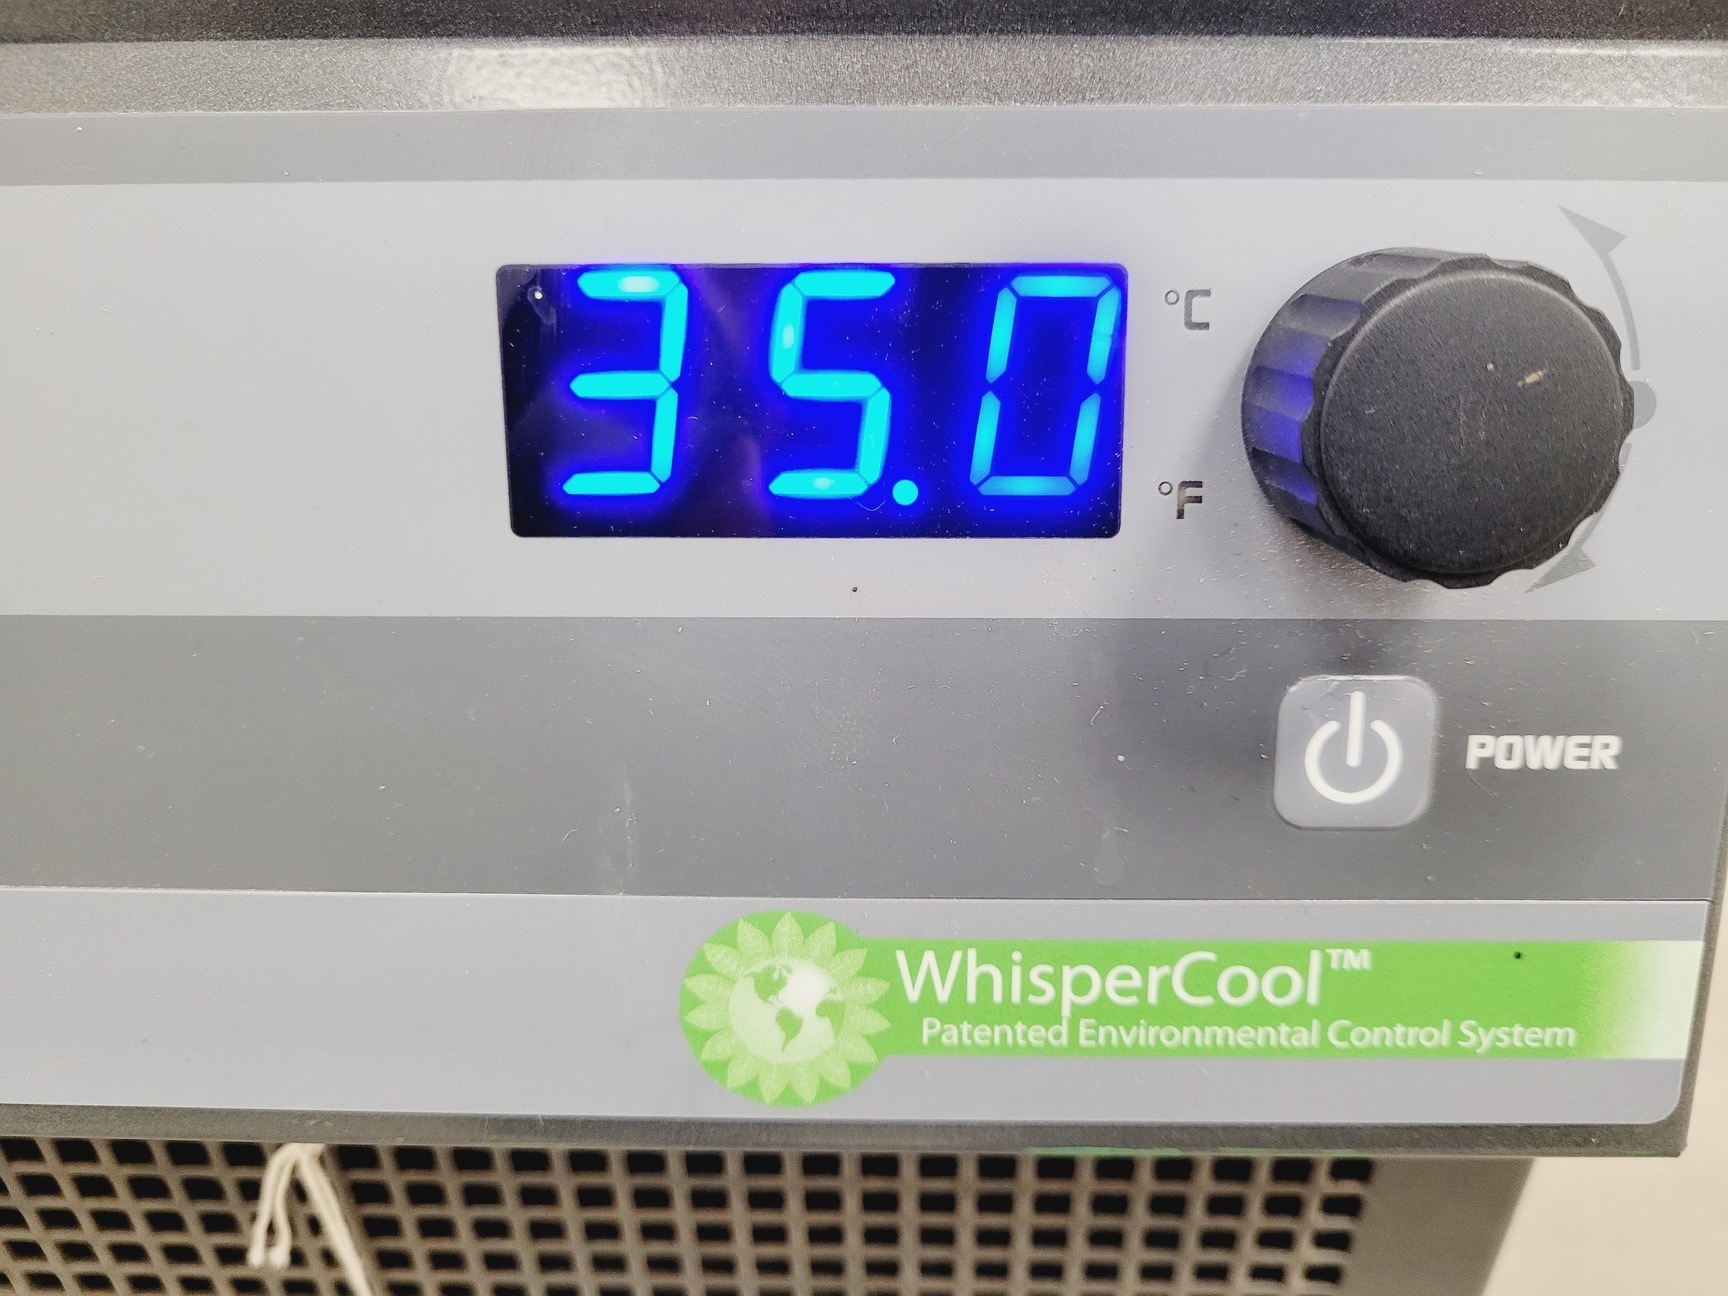 35.0
°C
°F
POWER
WhisperCool™
Patented Environmental Control System